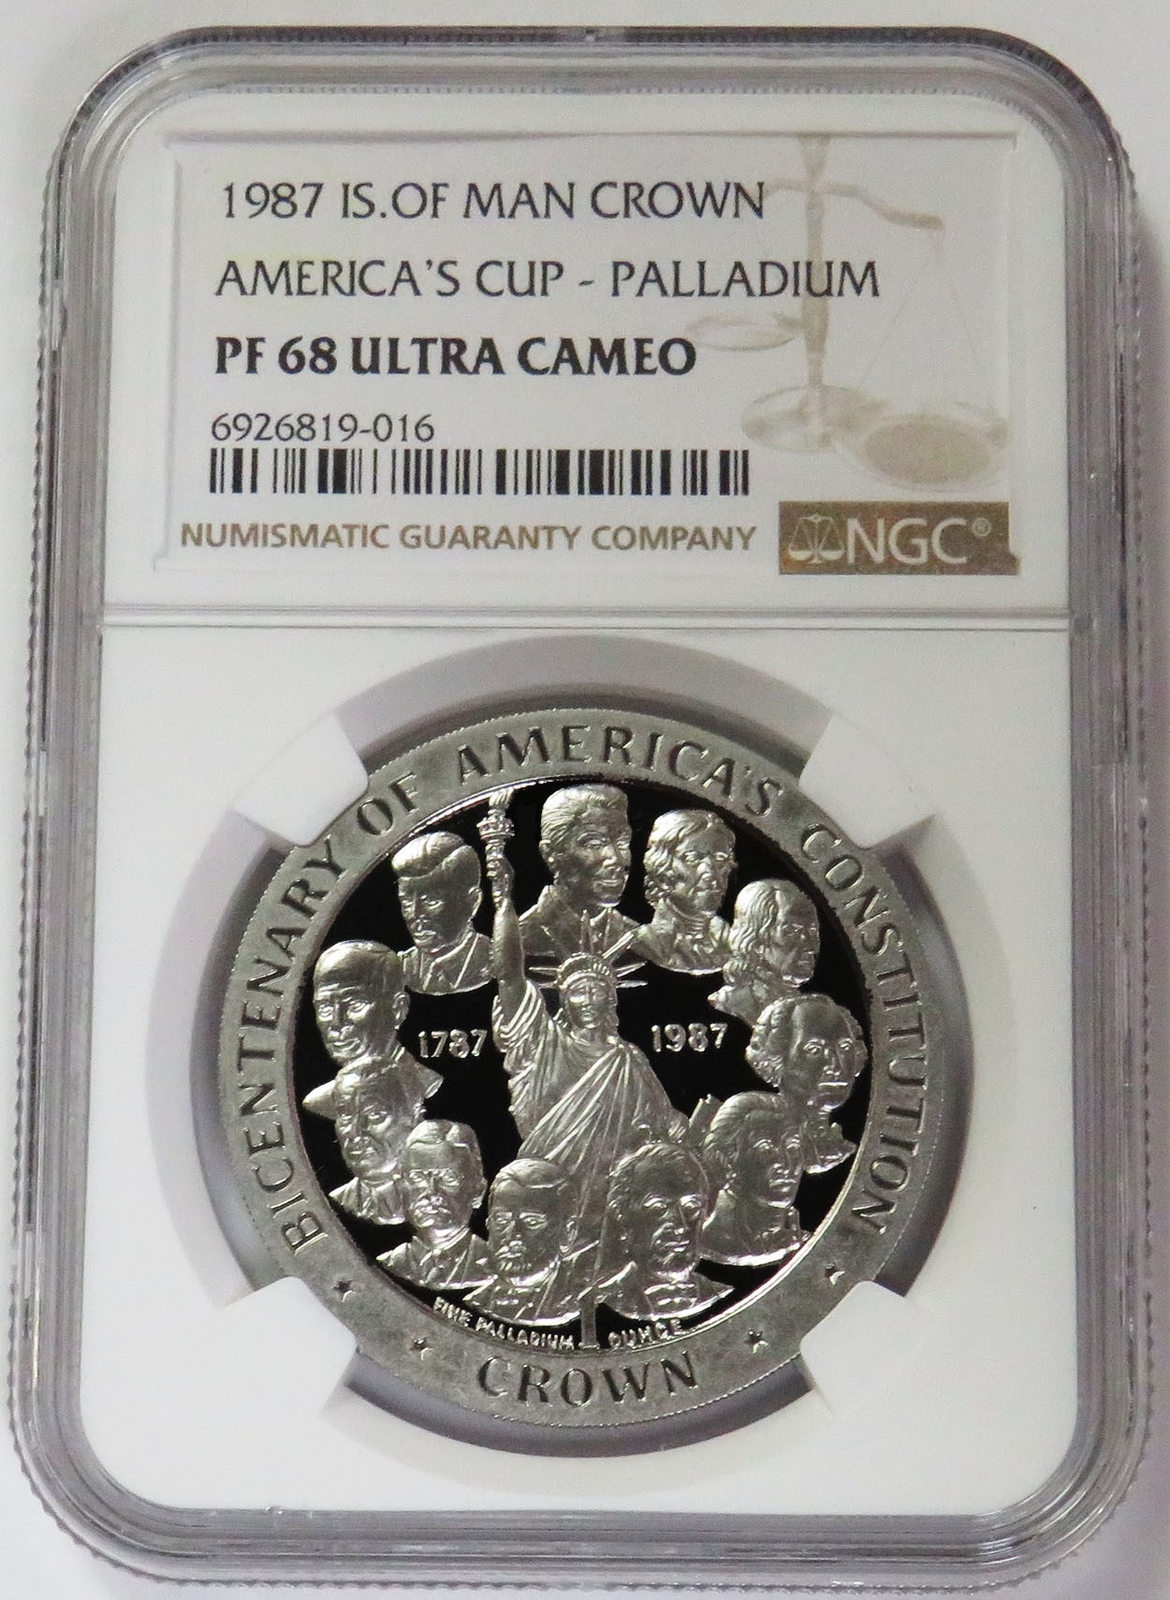 1987 IS.OF MAN CROWN
AMERICA'S CUP - PALLADIUM
PF 68 ULTRA CAMEO
6926819-016
NUMISMATIC GUARANTY COMPANY
NGC®
BICENTENARY OF AMERICA'S CONSTITUTION
1787 1987
FINE PALLADIUM 1 OUNCE
CROWN